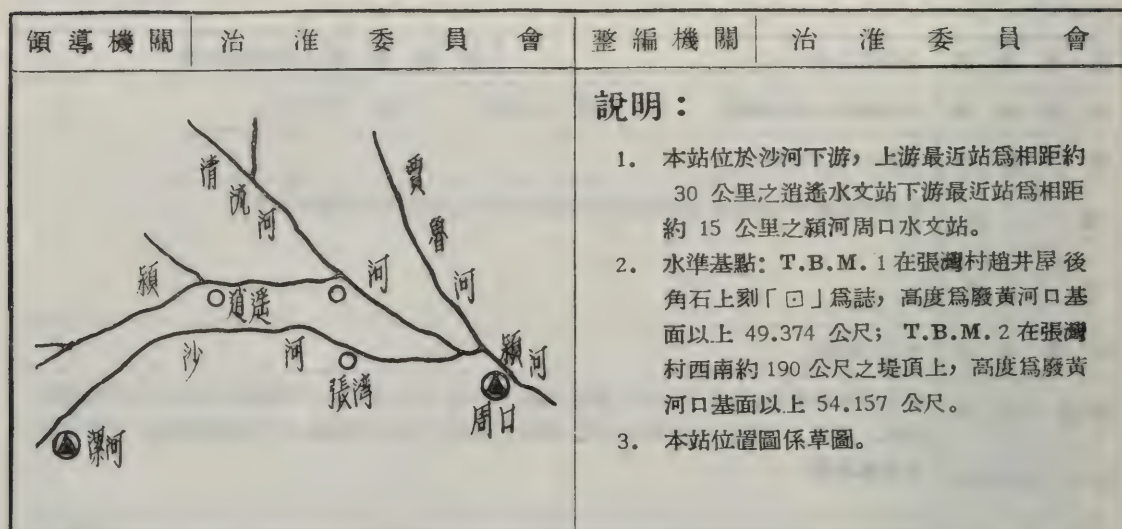 領導機關 治淮委員會 整編機關 治淮委員會
說明：
1. 本站位於沙河下游，上游最近站爲相距約
30 公里之逍遙水文站下游最近站爲相距
約 15 公里之潁河周口水文站。
2. 水準基點：T.B.M. 1 在張灣村趙井屋後
角石上刻「⊡」爲誌，高度爲廢黃河口基
面以上 49.374 公尺；T.B.M. 2 在張灣
村西南約 190 公尺之堤頂上，高度爲廢黃
河口基面以上 54.157 公尺。
3. 本站位置圖係草圖。
清流河
賈魯河
潁河
逍遥
沙河
張湾
潁河
周口
漯河